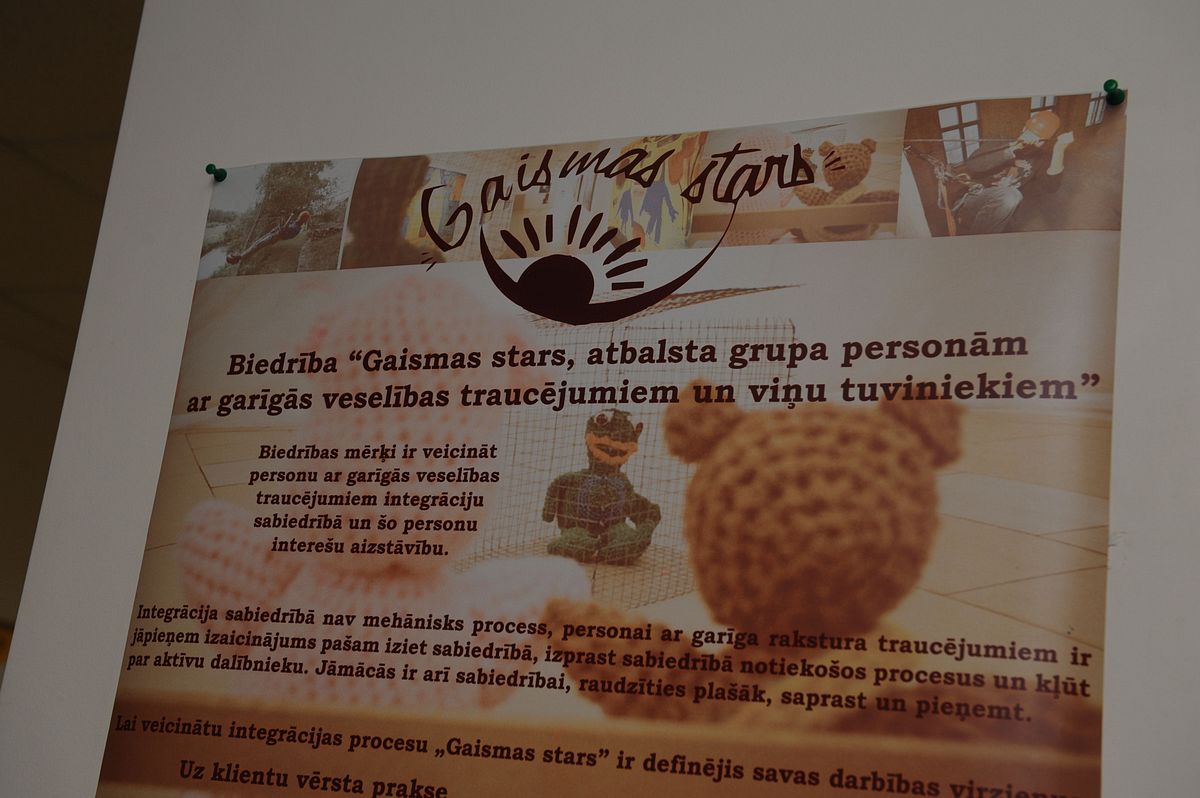 Gaismas stars
Biedrība “Gaismas stars, atbalsta grupa personām
ar garīgās veselības traucējumiem un viņu tuviniekiem”
Biedrības mērķi ir veicināt
personu ar garīgās veselības
traucējumiem integrāciju
sabiedrībā un šo personu
interešu aizstāvību.
Integrācija sabiedrībā nav mehānisks process, personai ar garīga rakstura traucējumiem ir
jāpieņem izaicinājums pašam iziet sabiedrībā, izprast sabiedrībā notiekošos procesus un kļūt
par aktīvu dalībnieku. Jāmācās ir arī sabiedrībai, raudzīties plašāk, saprast un pieņemt.
Lai veicinātu integrācijas procesu „Gaismas stars” ir definējis savas darbības
Uz klientu vērsta prakse